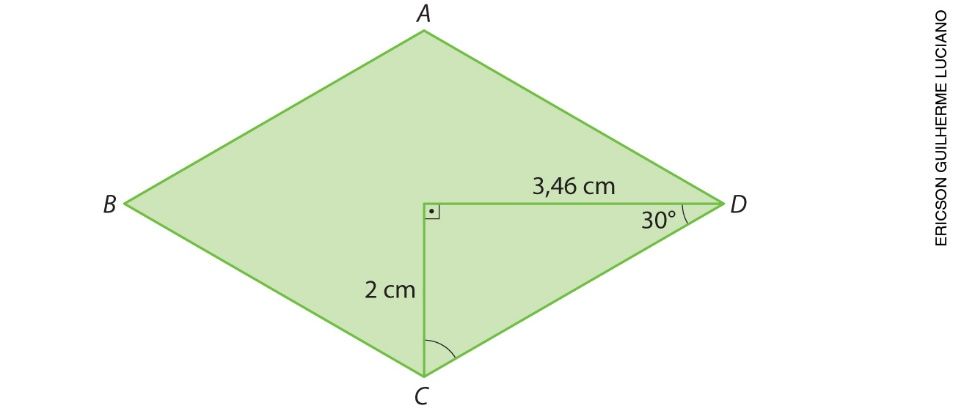 A
B
3,46 cm
D
30°
2 cm
C
ERICSON GUILHERME LUCIANO